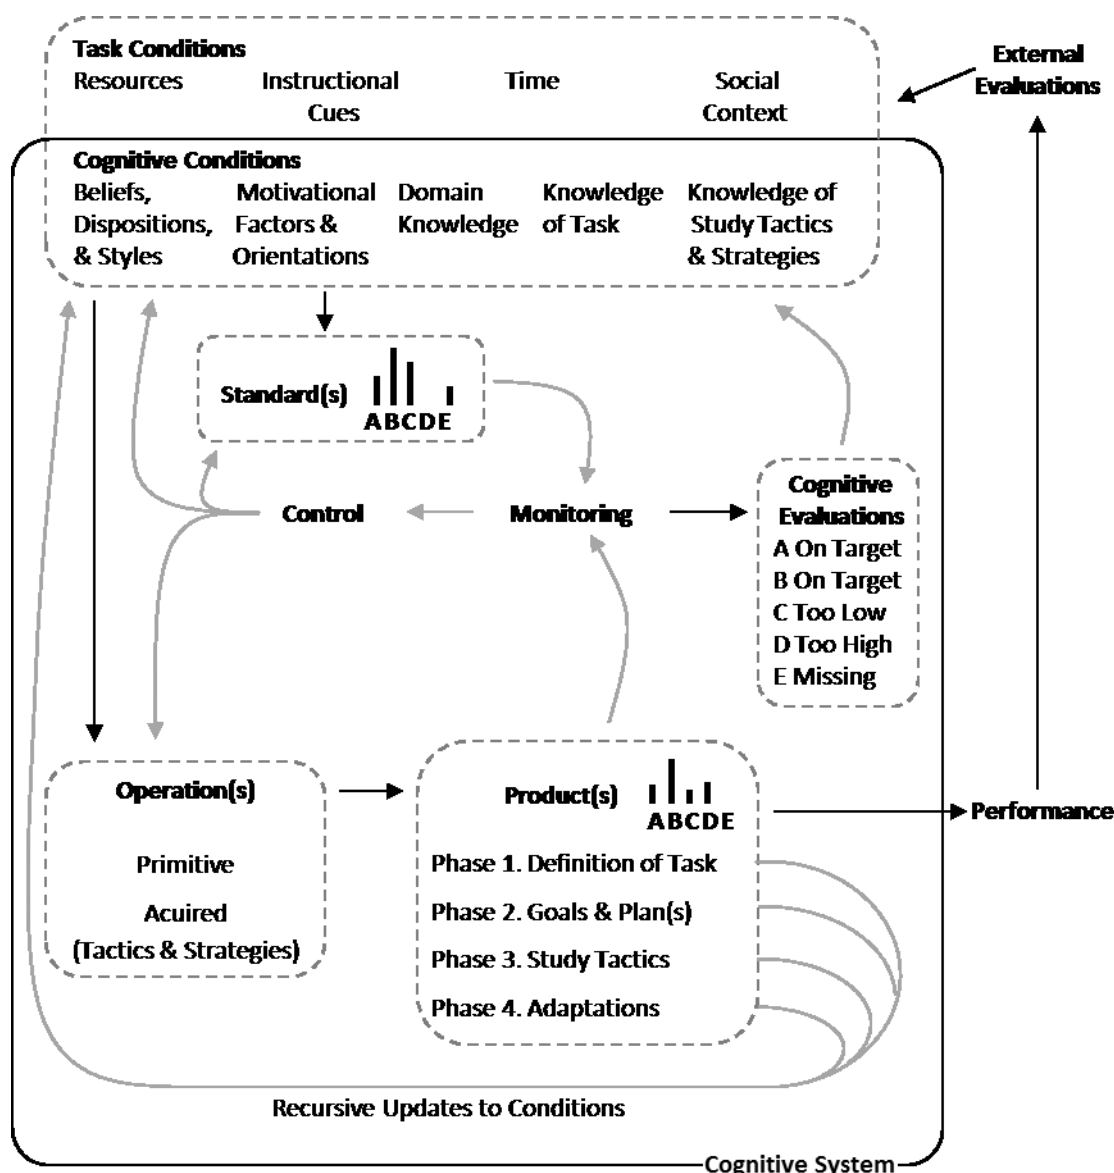 Task Conditions
Resources Instructional Time Social
Cues Context
External
Evaluations
Cognitive Conditions
Beliefs, Motivational Domain Knowledge Knowledge of
Dispositions, Factors & Knowledge of Task Study Tactics
& Styles Orientations & Strategies
Standard(s)
ABCDE
Control
Monitoring
Cognitive
Evaluations
A On Target
B On Target
C Too Low
D Too High
E Missing
Operation(s)
Primitive
Acuired
(Tactics & Strategies)
Product(s)
ABCDE
Phase 1. Definition of Task
Phase 2. Goals & Plan(s)
Phase 3. Study Tactics
Phase 4. Adaptations
Performance
Recursive Updates to Conditions
Cognitive System